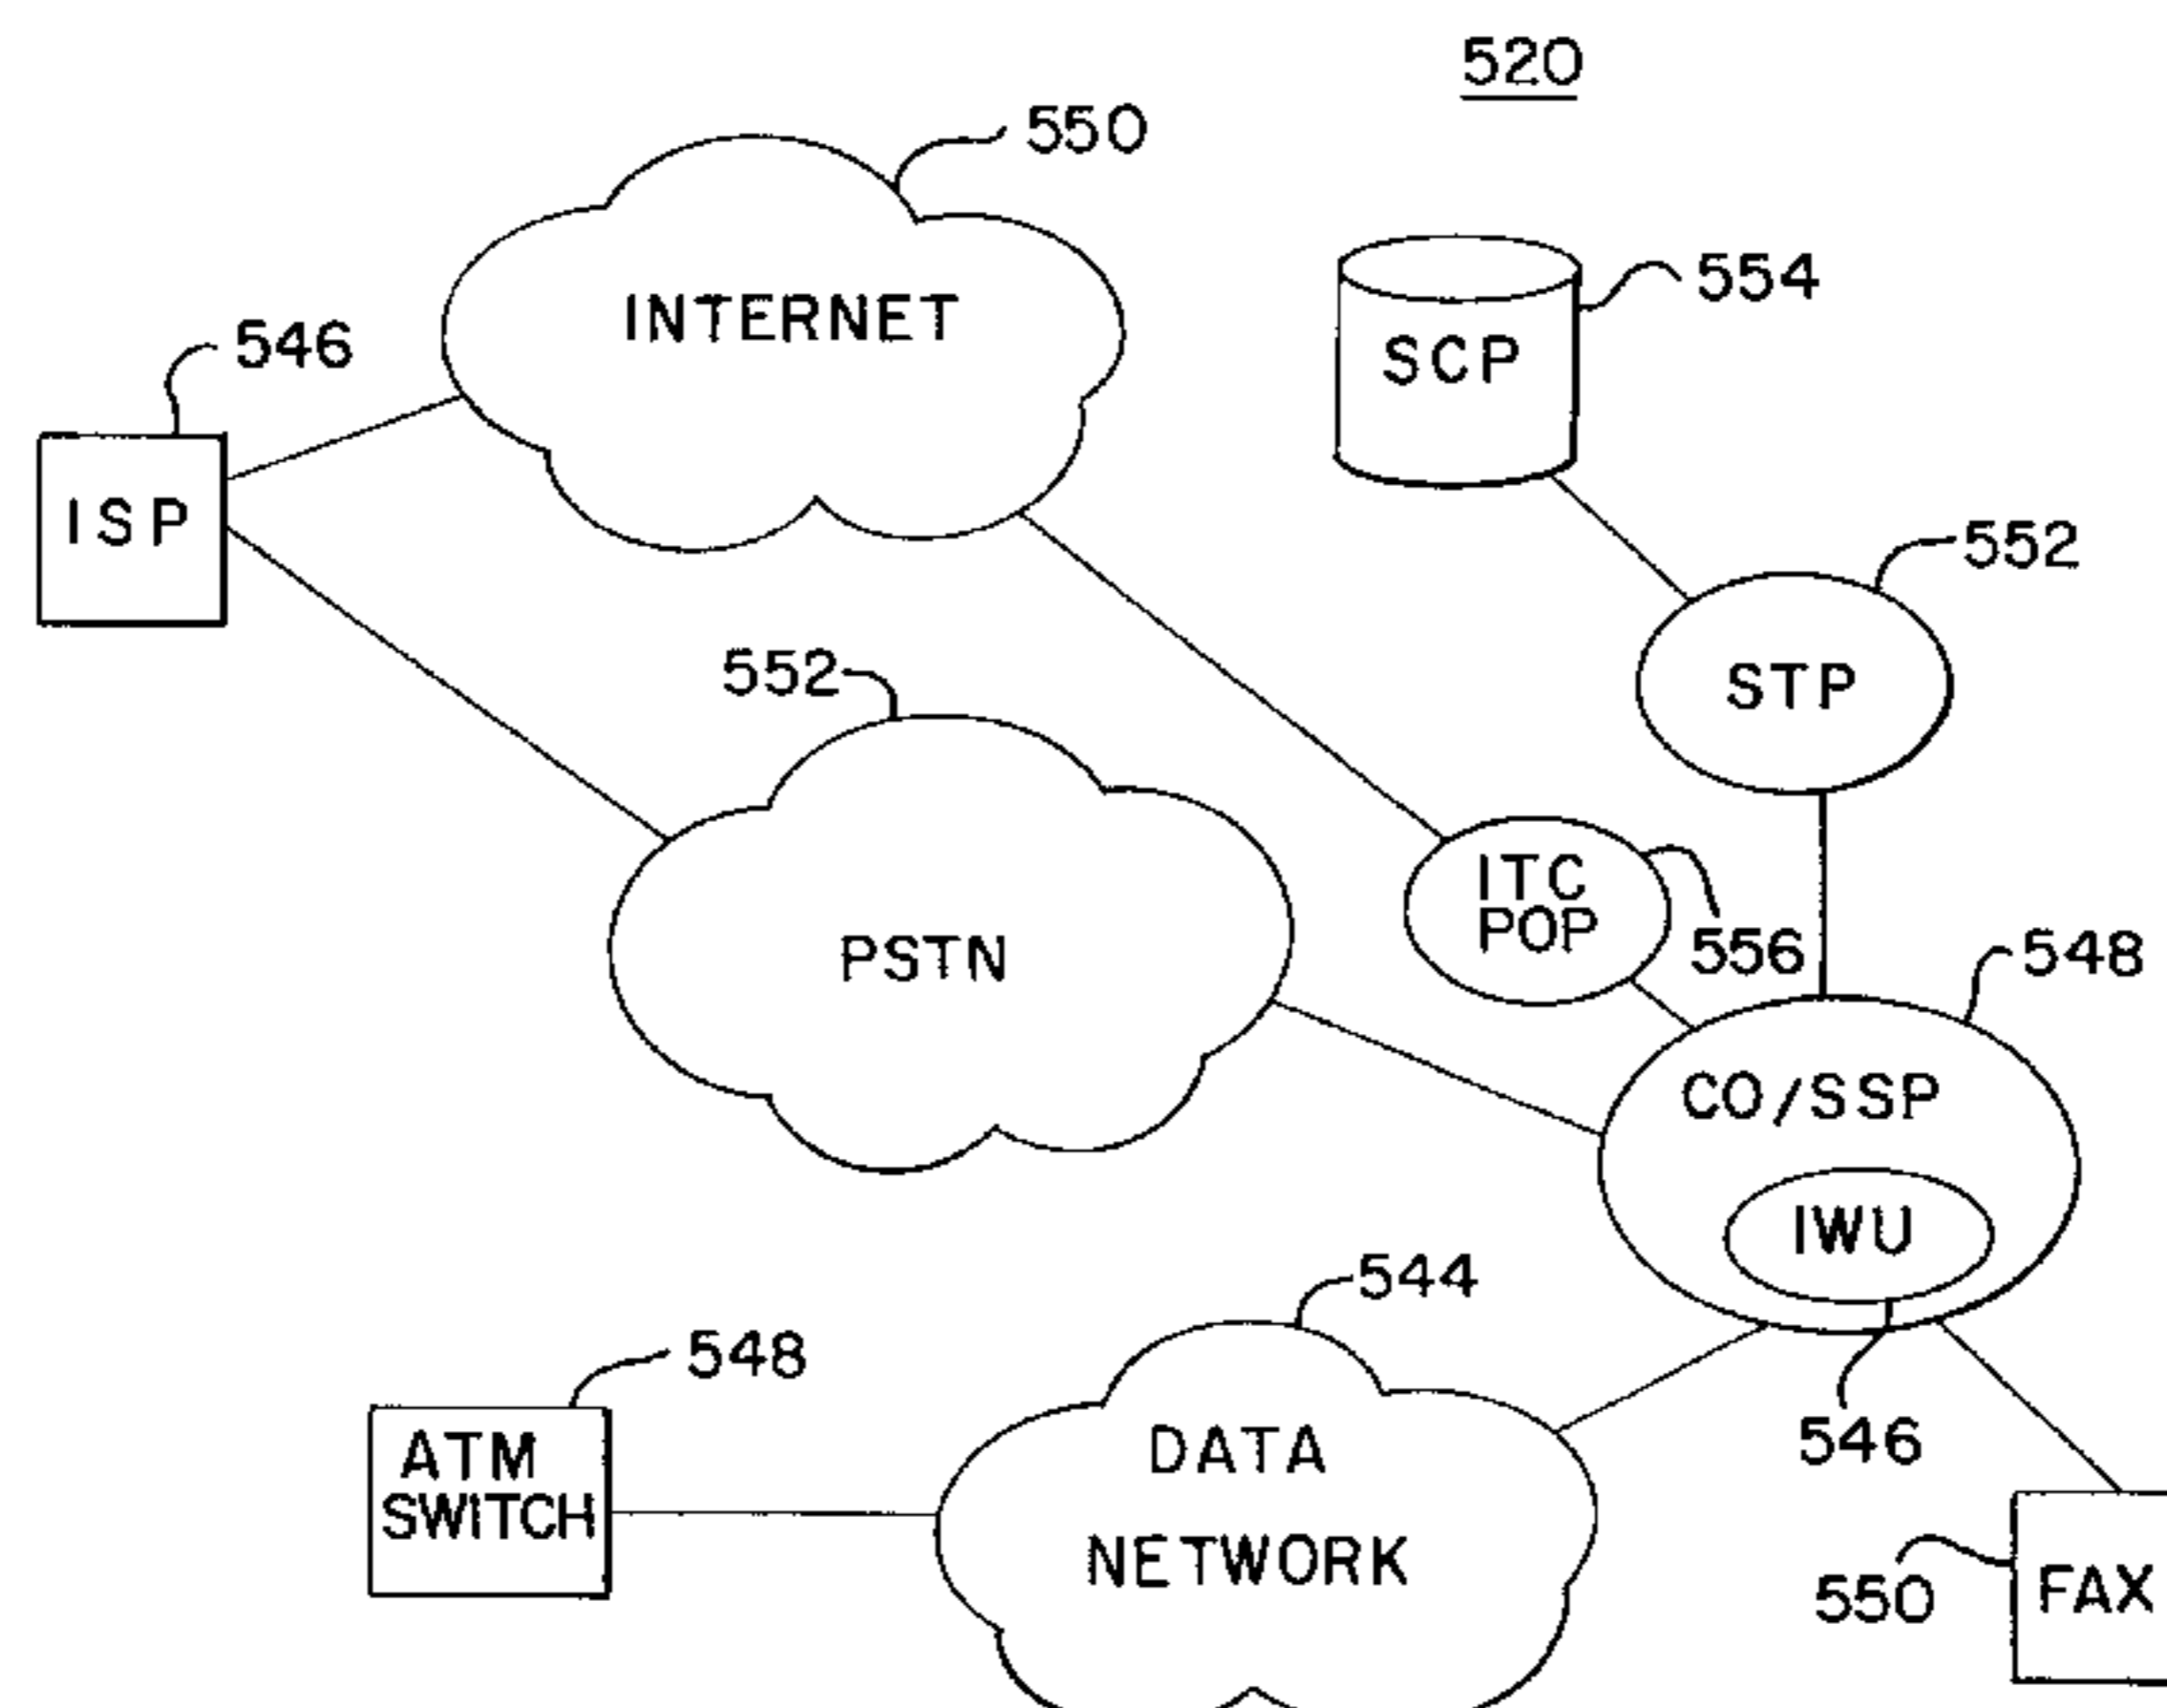 520
550
INTERNET
554
SCP
546
ISP
552
STP
552
ITC
POP
556
548
PSTN
CO/SSP
IWU
544
548
546
ATM
SWITCH
DATA
NETWORK
550
FAX